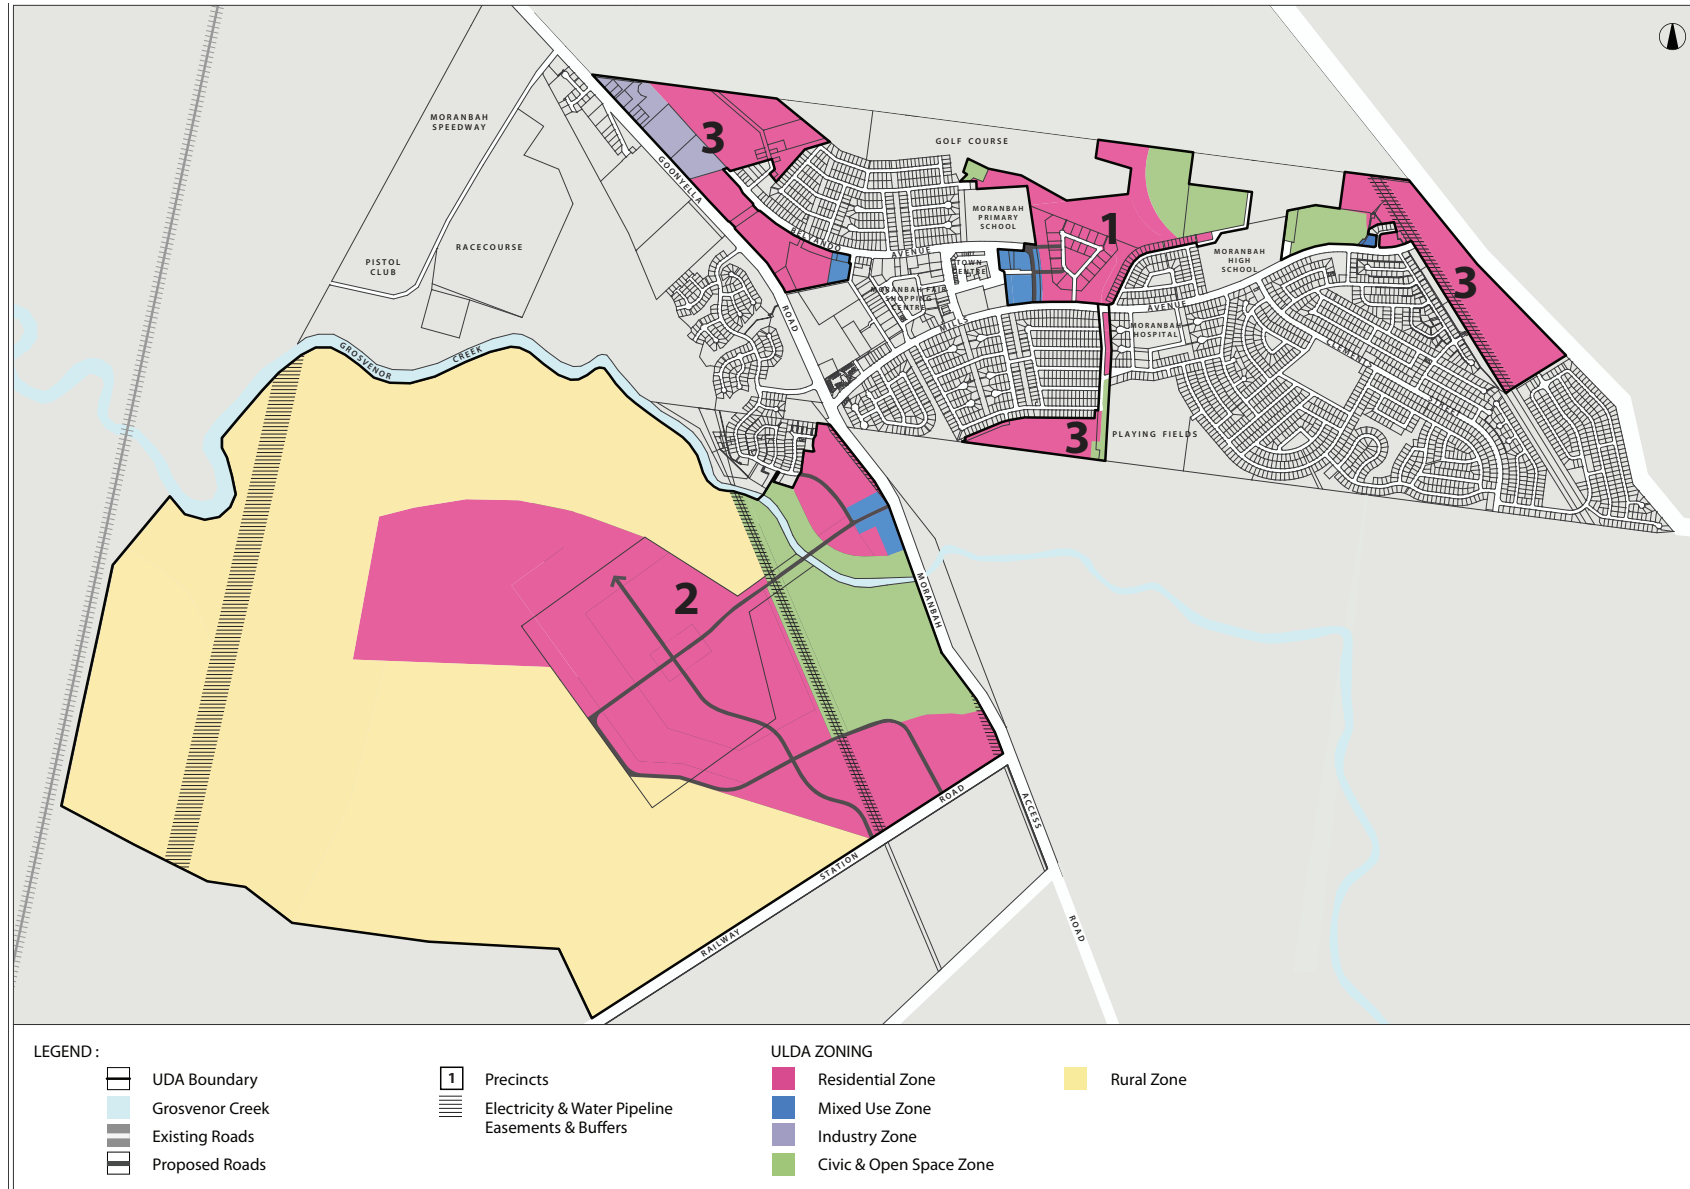 MORANBAH
SPEEDWAY
GOLF COURSE
3
GOONYELLA
MORANBAH
PRIMARY
SCHOOL
1
RACECOURSE
PISTOL
CLUB
BELYANDO
AVENUE
TOWN
CENTRE
MORANBAH
HIGH
SCHOOL
3
MORANBAH FAIR
SHOPPING
CENTRE
ROAD
MILLS
AVENUE
MORANBAH
HOSPITAL
CLEMENTS
GROSVENOR
CREEK
3
PLAYING FIELDS
2
MORANBAH
ACCESS
ROAD
ROAD
STATION
RAILWAY
LEGEND :
UDA Boundary
Grosvenor Creek
Existing Roads
Proposed Roads
1
Precincts
Electricity & Water Pipeline
Easements & Buffers
ULDA ZONING
Residential Zone
Mixed Use Zone
Industry Zone
Civic & Open Space Zone
Rural Zone